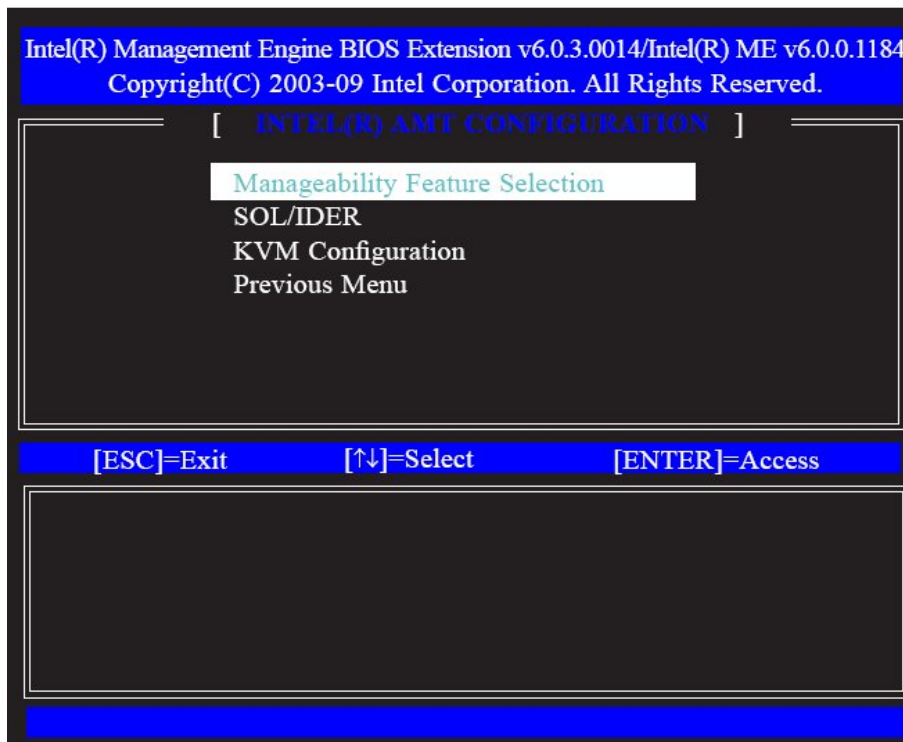 Intel(R) Management Engine BIOS Extension v6.0.3.0014/Intel(R) ME v6.0.0.1184
Copyright(C) 2003-09 Intel Corporation. All Rights Reserved.
[ INTEL(R) AMT CONFIGURATION ]
Manageability Feature Selection
SOL/IDER
KVM Configuration
Previous Menu
[ESC]=Exit [↑↓]=Select [ENTER]=Access